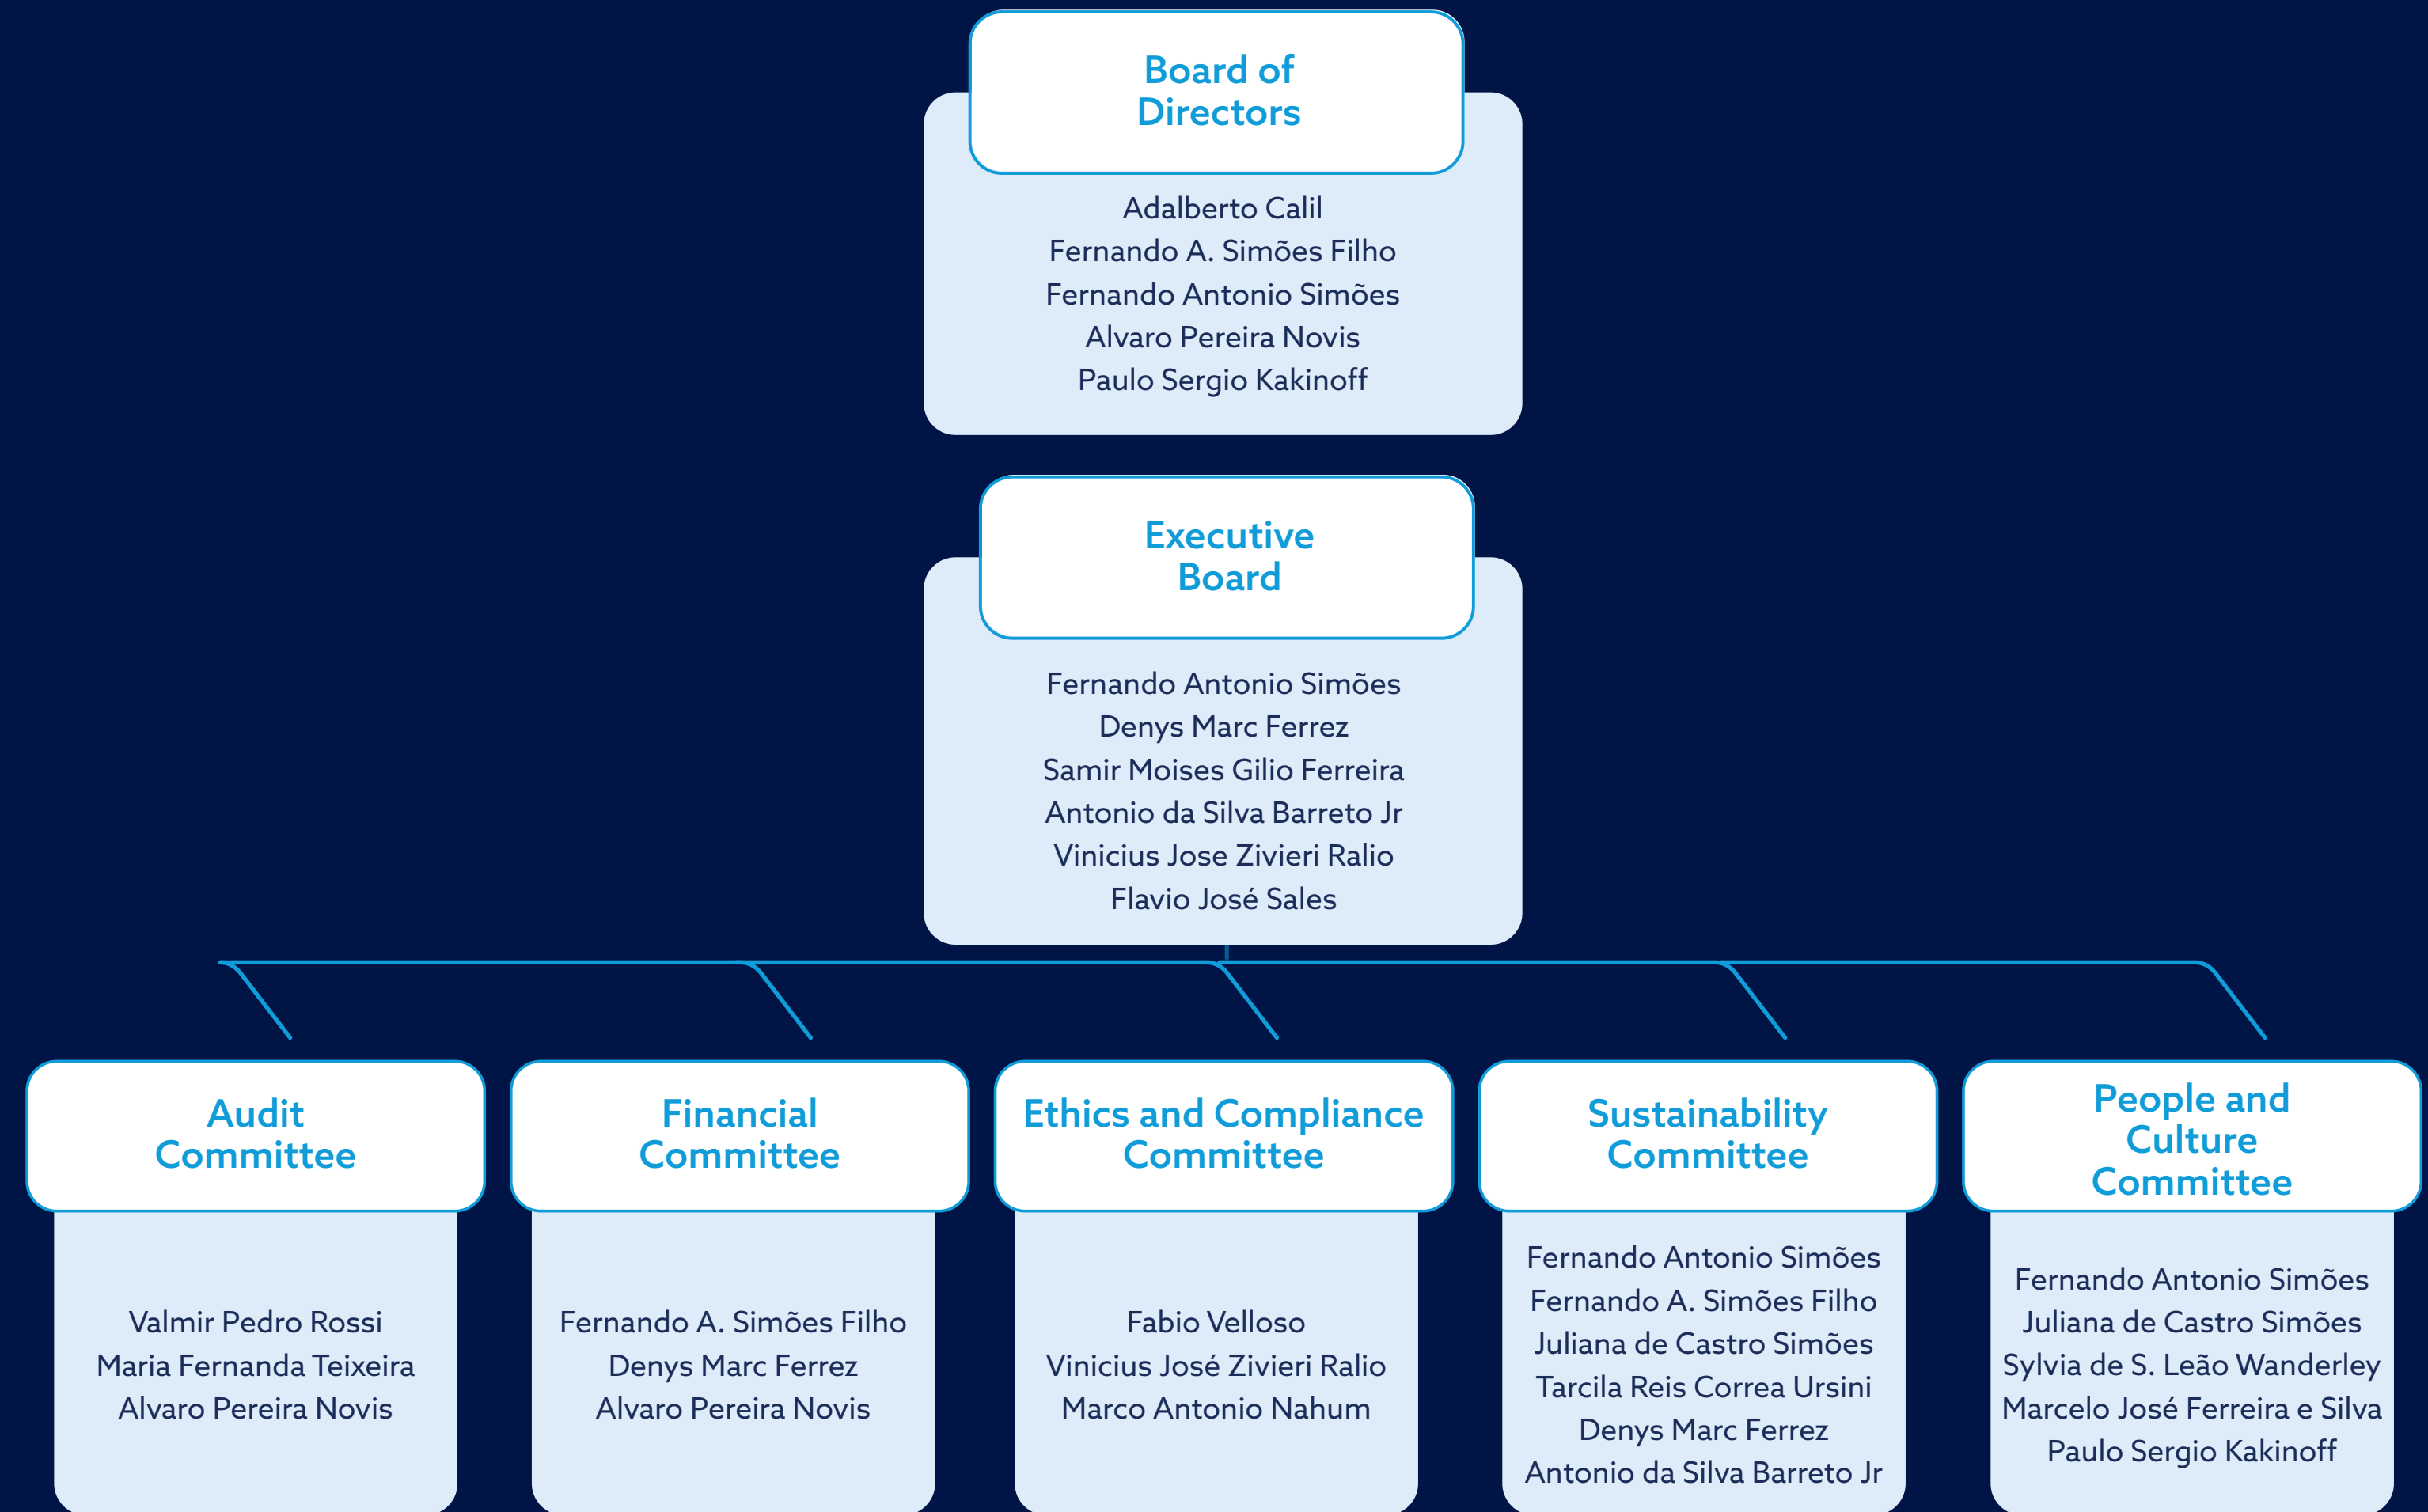 Board of
Directors
Adalberto Calil
Fernando A. Simões Filho
Fernando Antonio Simões
Alvaro Pereira Novis
Paulo Sergio Kakinoff
Executive
Board
Fernando Antonio Simões
Denys Marc Ferrez
Samir Moises Gilio Ferreira
Antonio da Silva Barreto Jr
Vinicius Jose Zivieri Ralio
Flavio José Sales
Audit
Committee
Valmir Pedro Rossi
Maria Fernanda Teixeira
Alvaro Pereira Novis
Financial
Committee
Fernando A. Simões Filho
Denys Marc Ferrez
Alvaro Pereira Novis
Ethics and Compliance
Committee
Fabio Velloso
Vinicius José Zivieri Ralio
Marco Antonio Nahum
Sustainability
Committee
Fernando Antonio Simões
Fernando A. Simões Filho
Juliana de Castro Simões
Tarcila Reis Correa Ursini
Denys Marc Ferrez
Antonio da Silva Barreto Jr
People and
Culture
Committee
Fernando Antonio Simões
Juliana de Castro Simões
Sylvia de S. Leão Wanderley
Marcelo José Ferreira e Silva
Paulo Sergio Kakinoff